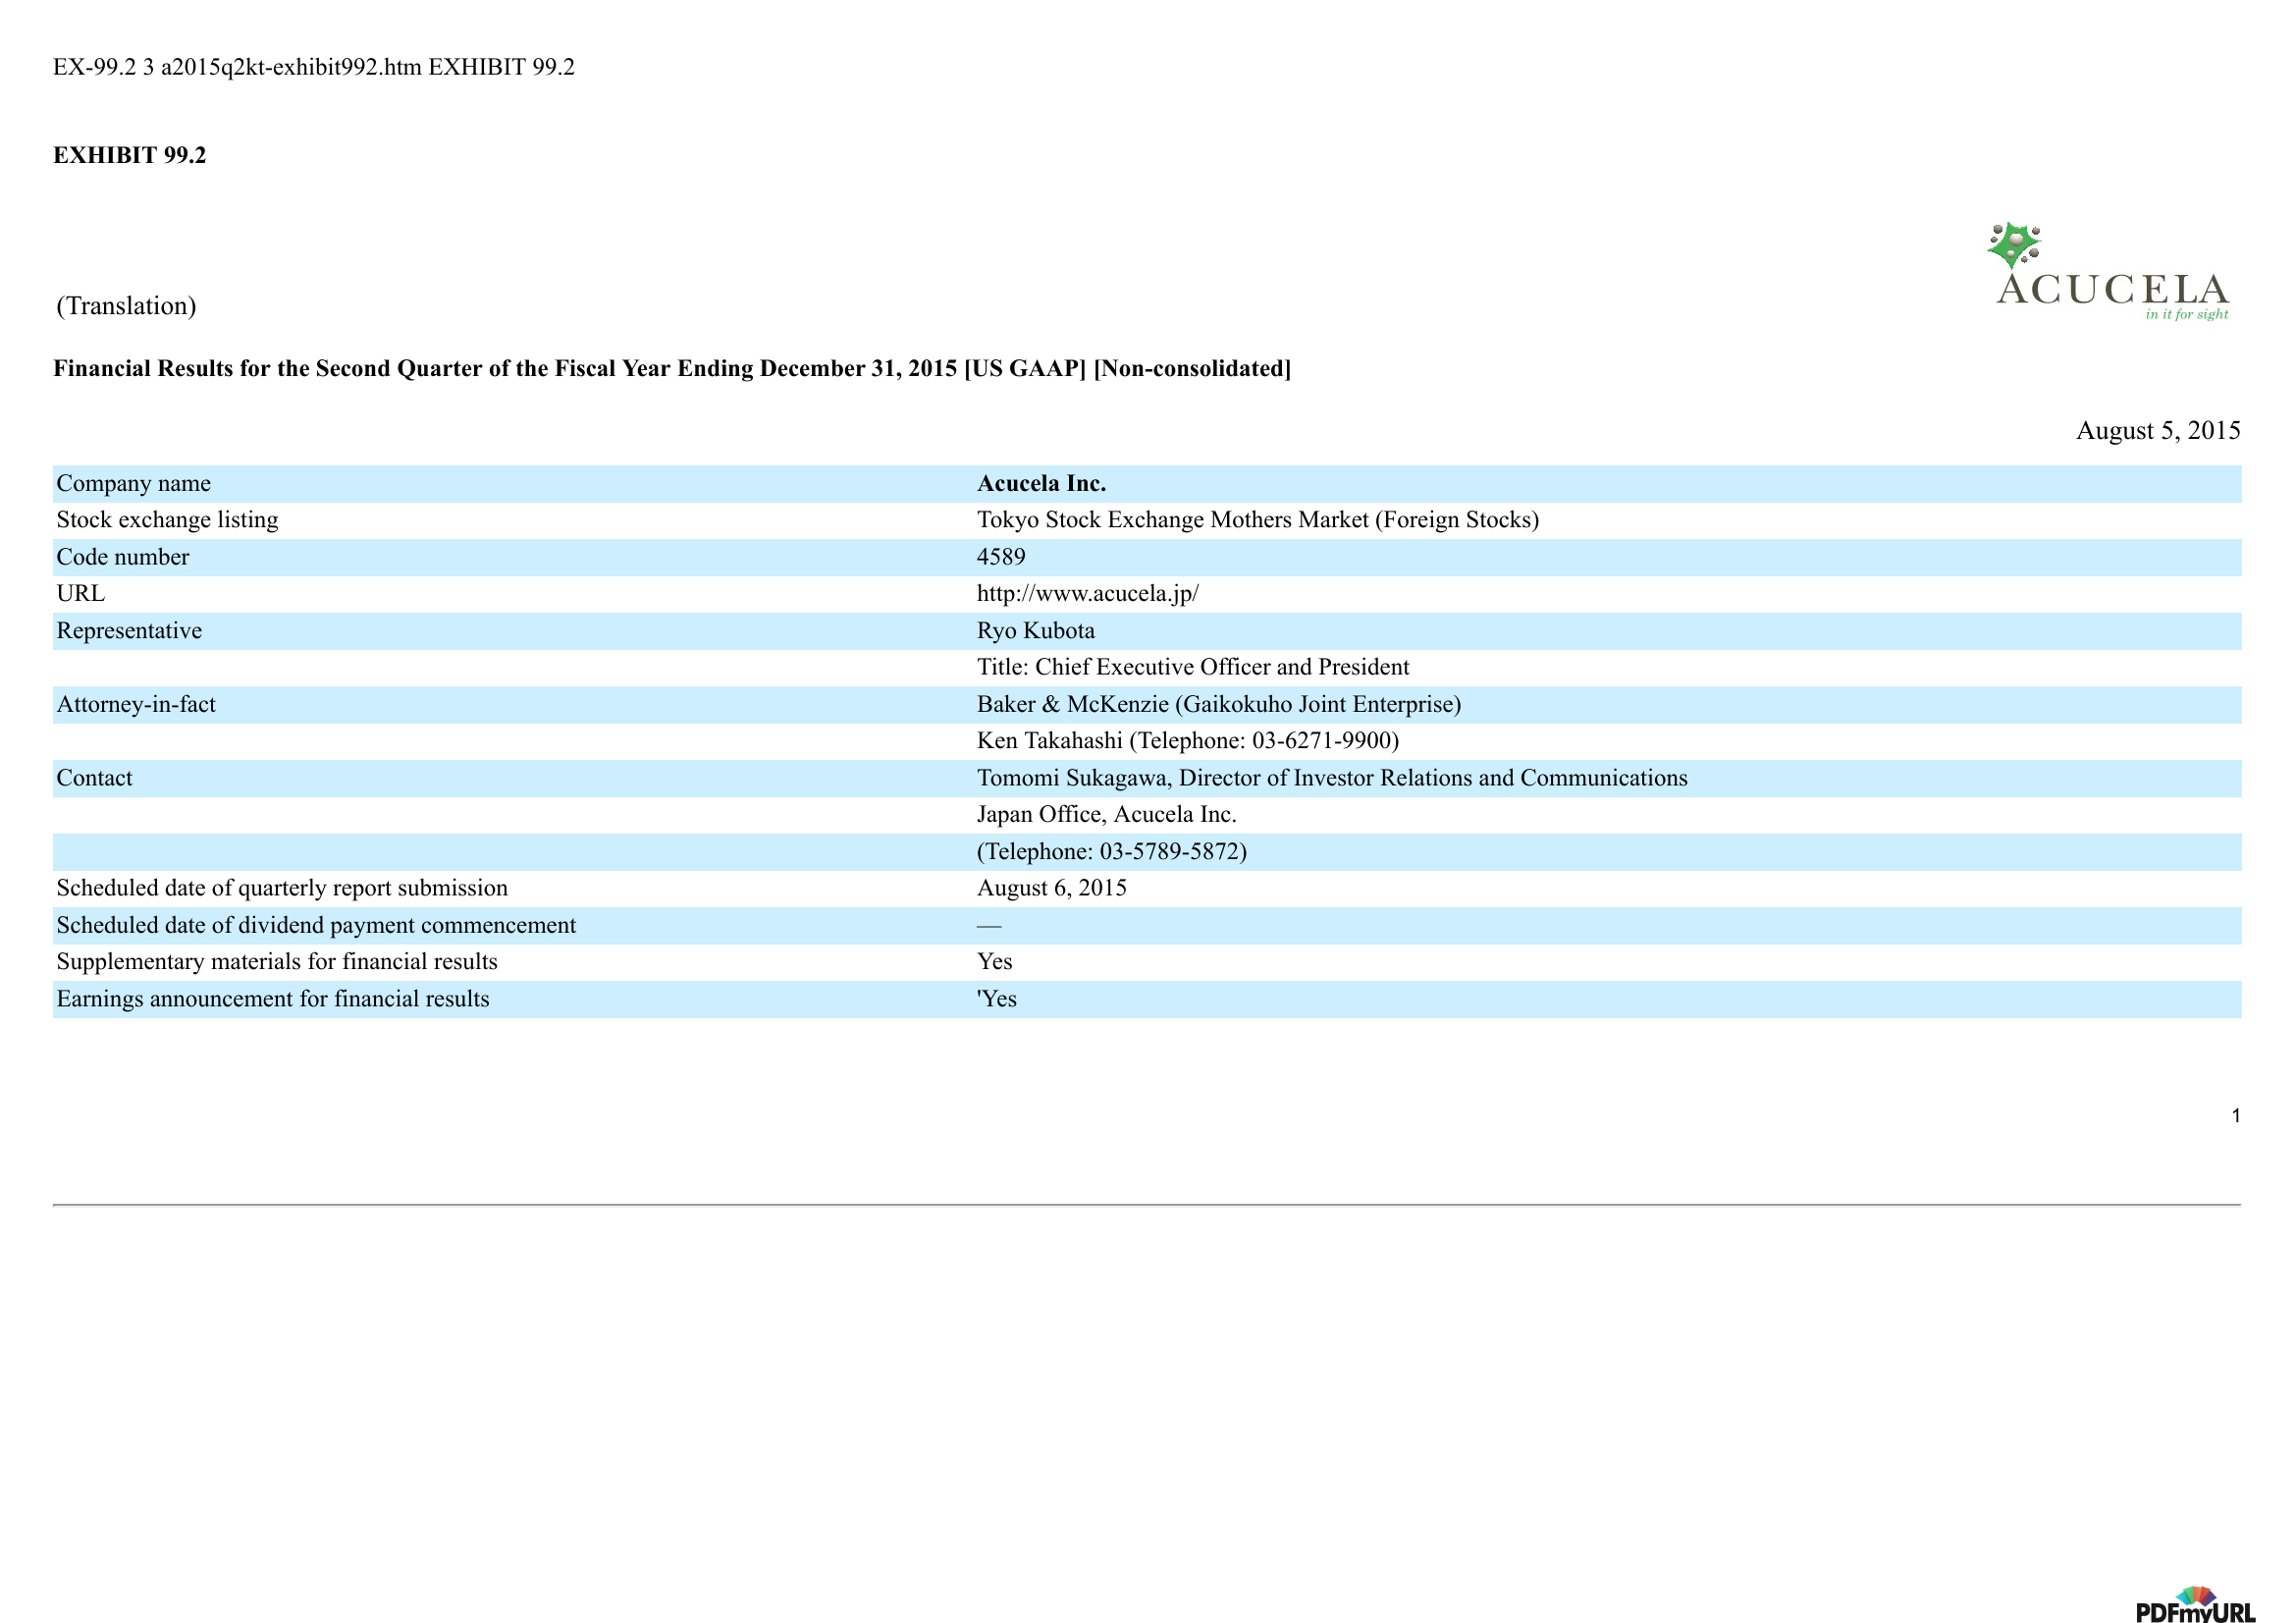 EX-99.2 3 a2015q2kt-exhibit992.htm EXHIBIT 99.2
EXHIBIT 99.2
ACUCELA
in it for sight
(Translation)
Financial Results for the Second Quarter of the Fiscal Year Ending December 31, 2015 [US GAAP] [Non-consolidated]
August 5, 2015
Company name Acucela Inc.
Stock exchange listing Tokyo Stock Exchange Mothers Market (Foreign Stocks)
Code number 4589
URL http://www.acucela.jp/
Representative Ryo Kubota
Title: Chief Executive Officer and President
Attorney-in-fact Baker & McKenzie (Gaikokuho Joint Enterprise)
Ken Takahashi (Telephone: 03-6271-9900)
Contact Tomomi Sukagawa, Director of Investor Relations and Communications
Japan Office, Acucela Inc.
(Telephone: 03-5789-5872)
Scheduled date of quarterly report submission August 6, 2015
Scheduled date of dividend payment commencement —
Supplementary materials for financial results Yes
Earnings announcement for financial results 'Yes
1
PDFmyURL